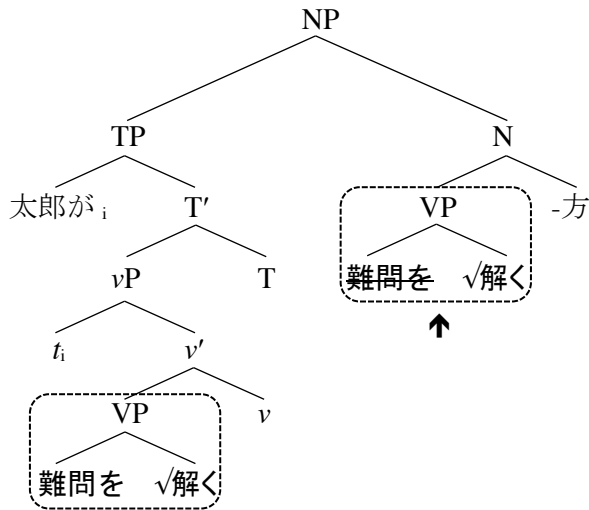 NP
TP N
太郎が i T′ VP -方
vP T 難問を √解く
ti v′
VP v
難問を √解く